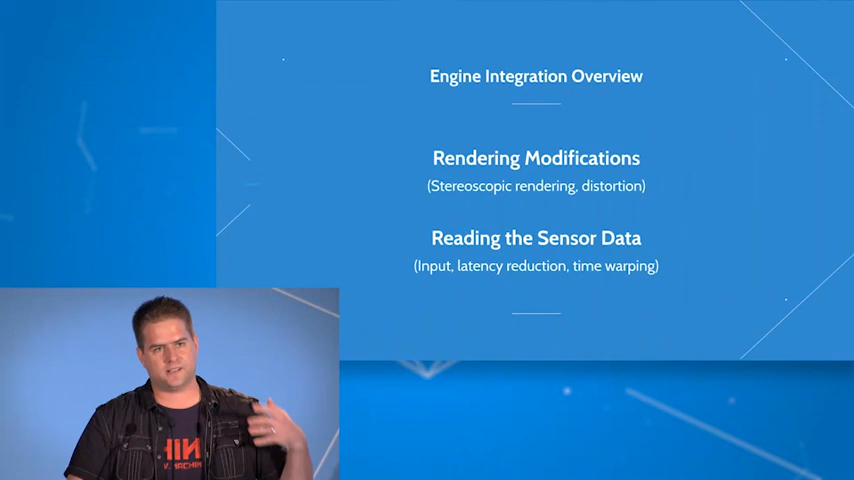 Engine Integration Overview
Rendering Modifications
(Stereoscopic rendering, distortion)
Reading the Sensor Data
(Input, latency reduction, time warping)